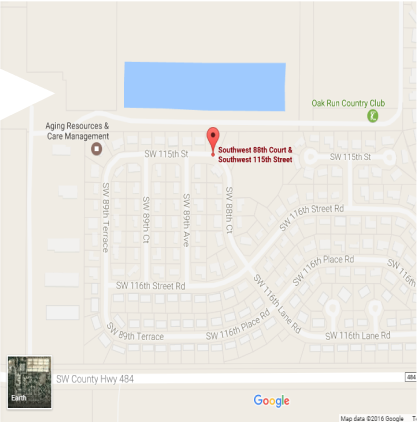 Oak Run Country Club
Aging Resources &
Care Management
Southwest 88th Court &
Southwest 115th Street
SW 115th St
SW 115th St
SW 89th Terrace
SW 89th Ct
SW 89th Ave
SW 88th Ct
SW 116th Street Rd
SW 116th Place Rd
SW 116th Street Rd
SW 116th Lane Rd
SW 89th Terrace
SW 116th Place Rd
SW 116th Lane Rd
Earth
SW County Hwy 484
484
Google
Map data ©2016 Google